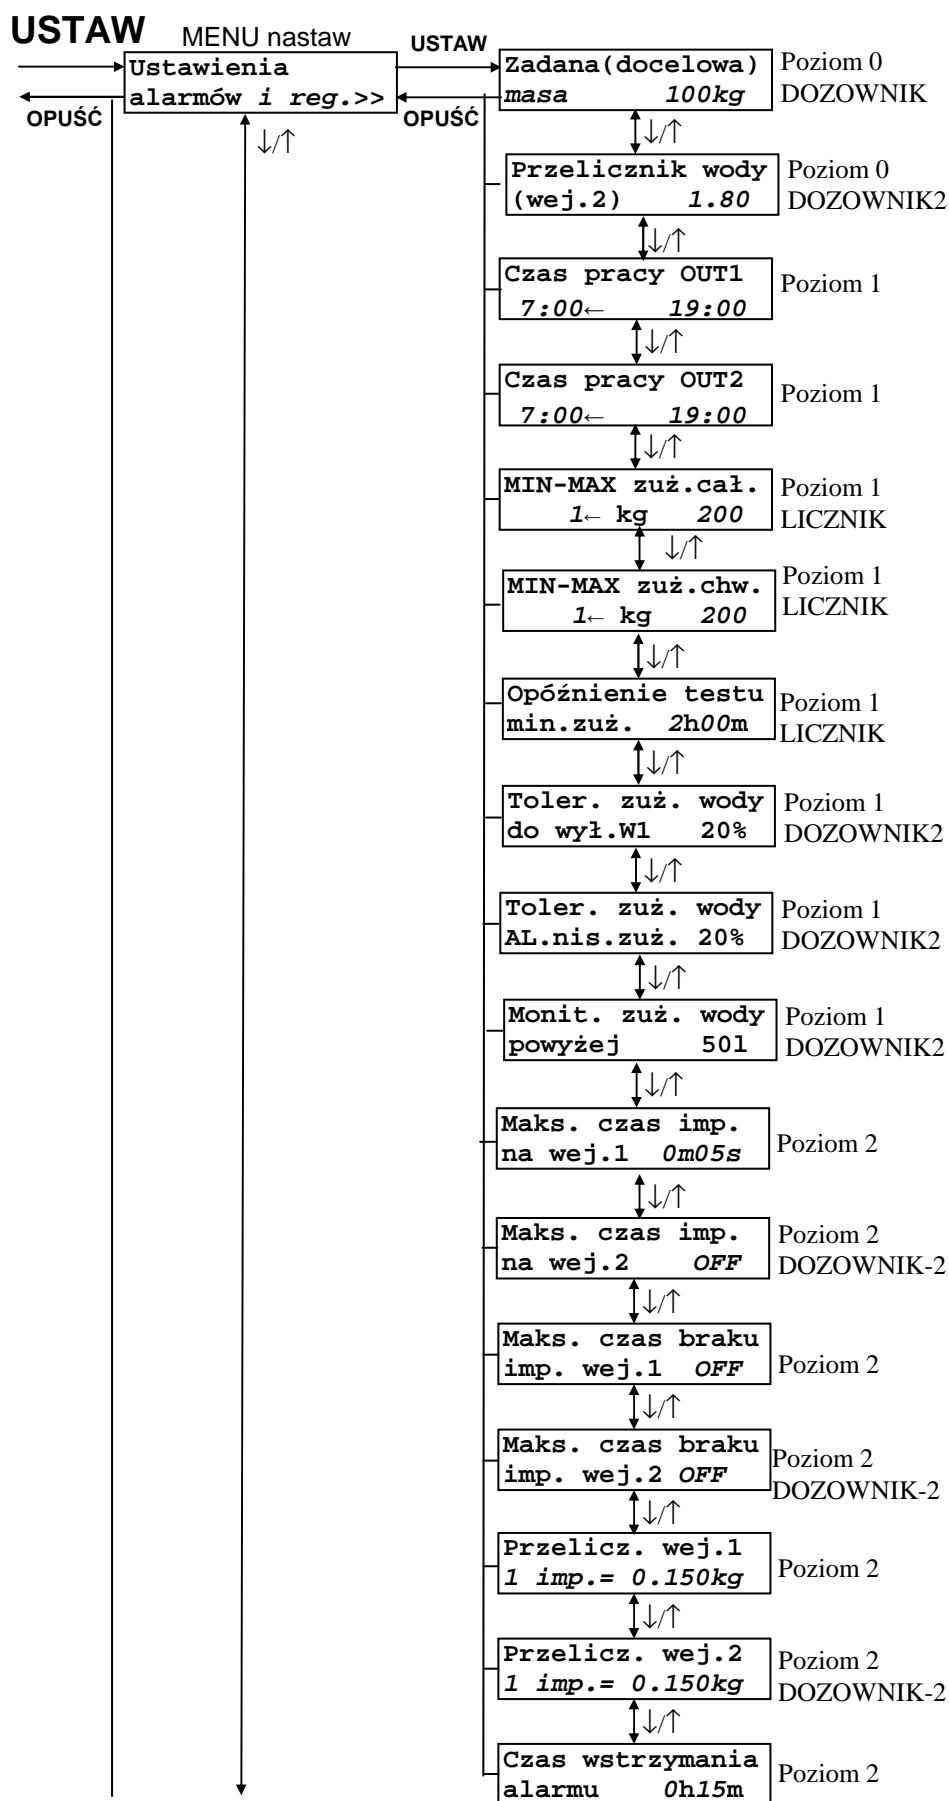 USTAW
MENU nastaw
USTAW
Ustawienia
alarmów i reg.>>
OPUŚĆ
OPUŚĆ
↓/↑
Zadana(docelowa)
masa 100kg
Poziom 0
DOZOWNIK
↓/↑
Przelicznik wody
(wej.2) 1.80
Poziom 0
DOZOWNIK2
↓/↑
Czas pracy OUT1
7:00← 19:00
Poziom 1
↓/↑
Czas pracy OUT2
7:00← 19:00
Poziom 1
↓/↑
MIN-MAX zuż.cał.
1← kg 200
Poziom 1
LICZNIK
↓/↑
MIN-MAX zuż.chw.
1← kg 200
Poziom 1
LICZNIK
↓/↑
Opóźnienie testu
min.zuż. 2h00m
Poziom 1
LICZNIK
↓/↑
Toler. zuż. wody
do wył.W1 20%
Poziom 1
DOZOWNIK2
↓/↑
Toler. zuż. wody
AL.nis.zuż. 20%
Poziom 1
DOZOWNIK2
↓/↑
Monit. zuż. wody
powyżej 50l
Poziom 1
DOZOWNIK2
↓/↑
Maks. czas imp.
na wej.1 0m05s
Poziom 2
↓/↑
Maks. czas imp.
na wej.2 OFF
Poziom 2
DOZOWNIK-2
↓/↑
Maks. czas braku
imp. wej.1 OFF
Poziom 2
↓/↑
Maks. czas braku
imp. wej.2 OFF
Poziom 2
DOZOWNIK-2
↓/↑
Przelicz. wej.1
1 imp.= 0.150kg
Poziom 2
↓/↑
Przelicz. wej.2
1 imp.= 0.150kg
Poziom 2
DOZOWNIK-2
↓/↑
Czas wstrzymania
alarmu 0h15m
Poziom 2